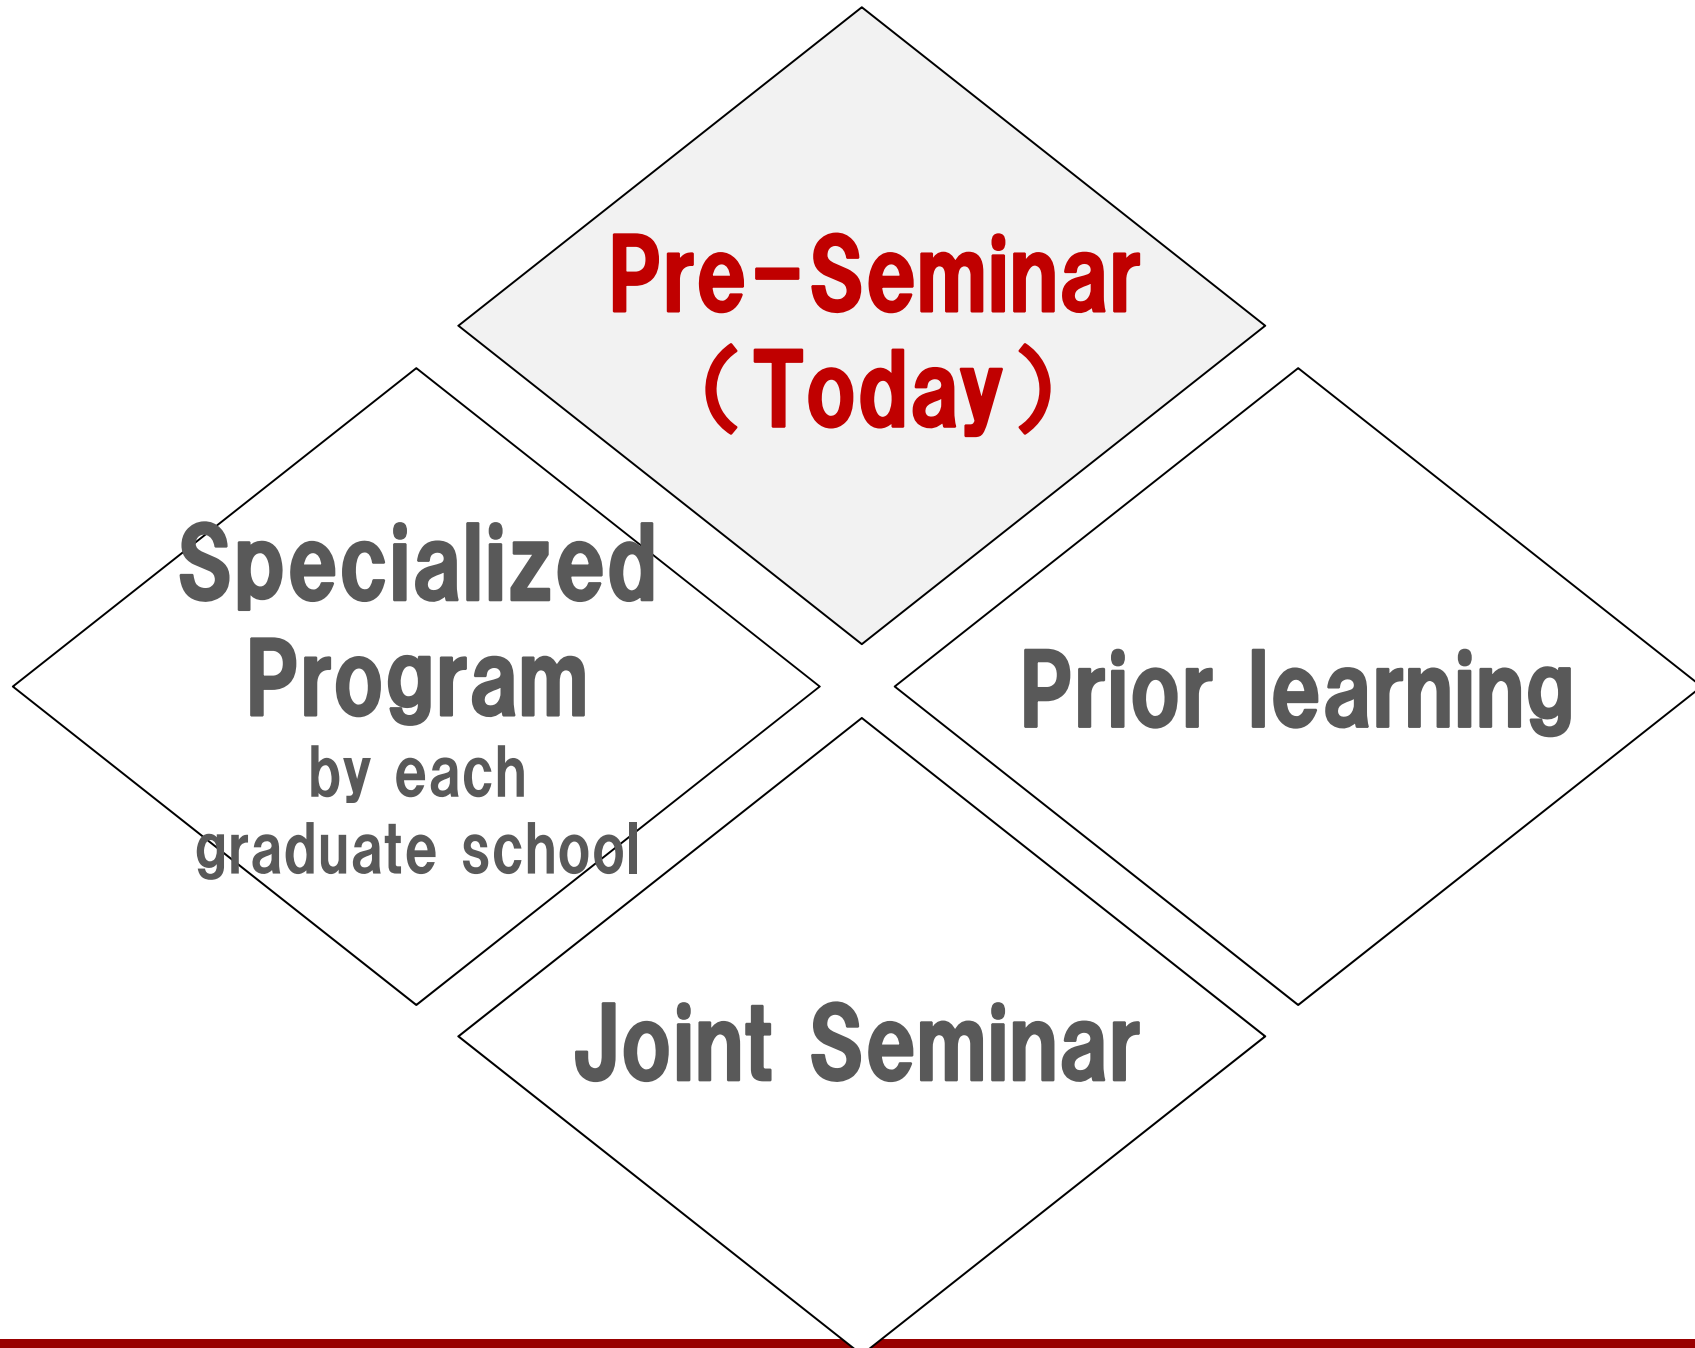 Pre-Seminar
(Today)
Specialized
Program
by each
graduate school
Prior learning
Joint Seminar